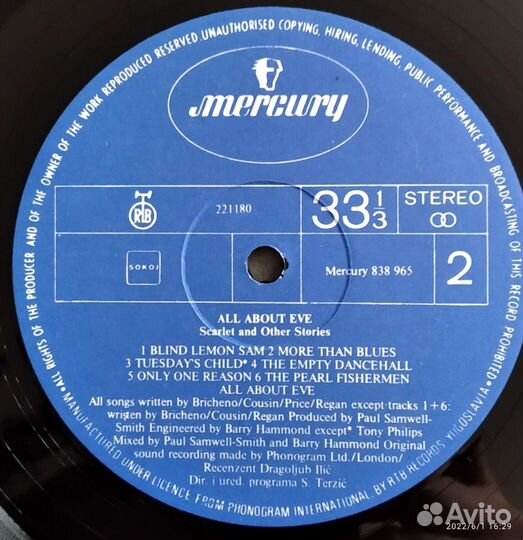 · ALL RIGHTS OF THE PRODUCER AND OF THE OWNER OF THE WORK REPRODUCED RESERVED. UNAUTHORISED COPYING, HIRING, LENDING, PUBLIC PERFORMANCE AND BROADCASTING OF THIS RECORD PROHIBITED ·
mercury
RTB
221180
33 1/3
STEREO
SOKOJ
Mercury 838 965
2
ALL ABOUT EVE
Scarlet and Other Stories
1 BLIND LEMON SAM 2 MORE THAN BLUES
3 TUESDAY'S CHILD* 4 THE EMPTY DANCEHALL
5 ONLY ONE REASON 6 THE PEARL FISHERMEN
ALL ABOUT EVE
All songs written by Bricheno/Cousin/Price/Regan except tracks 1+6:
written by Bricheno/Cousin/Regan Produced by Paul Samwell-
Smith Engineered by Barry Hammond except* Tony Philips
Mixed by Paul Samwell-Smith and Barry Hammond Original
sound recording made by Phonogram Ltd./London/
Recenzent Dragoljub Ilić
Dir. i ured. programa S. Terzić
MANUFACTURED UNDER LICENCE FROM PHONOGRAM INTERNATIONAL, BY RTB RECORDS, YUGOSLAVIA
Avito
2022/6/1 16:29